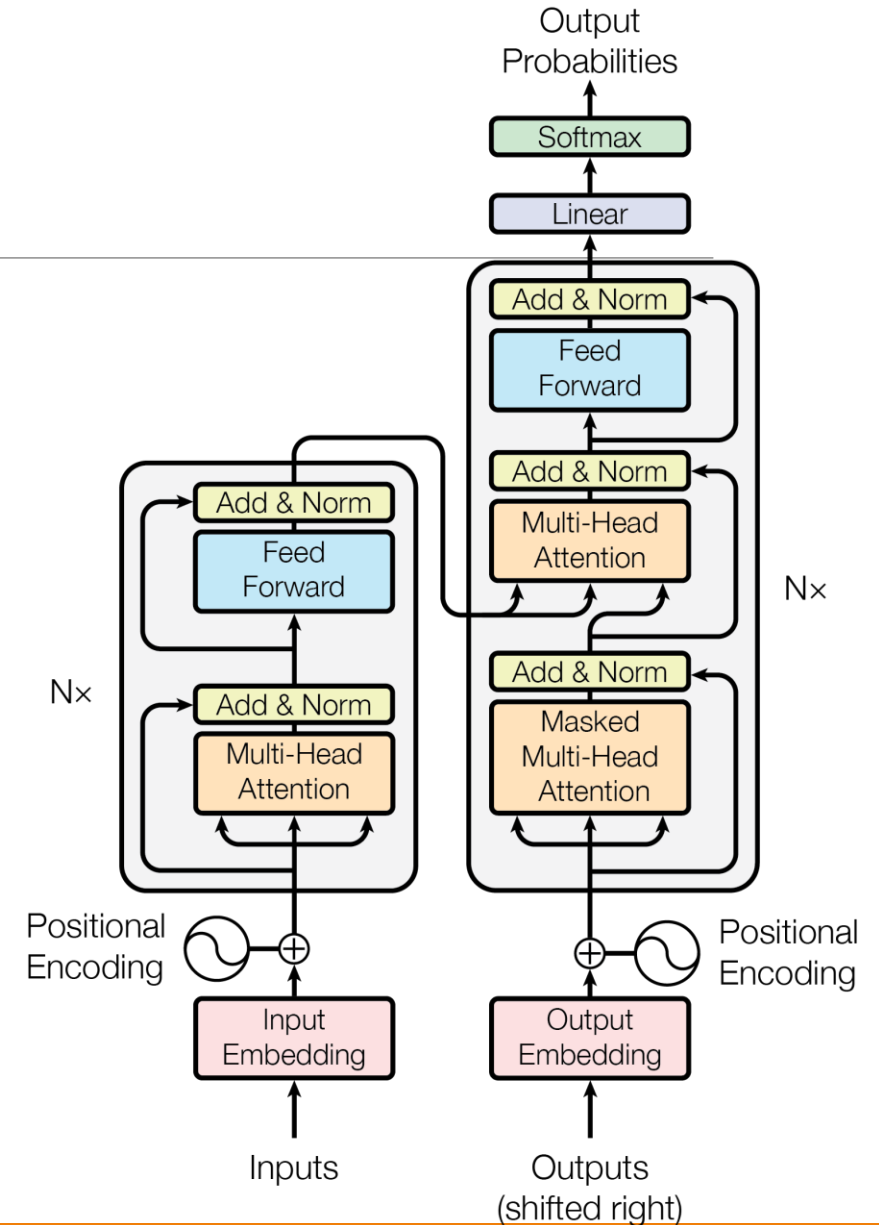 Output
Probabilities
Softmax
Linear
Add & Norm
Feed
Forward
Add & Norm
Multi-Head
Attention
Add & Norm
Masked
Multi-Head
Attention
N×
Add & Norm
Feed
Forward
Add & Norm
Multi-Head
Attention
N×
Positional
Encoding
Positional
Encoding
Input
Embedding
Output
Embedding
Inputs
Outputs
(shifted right)